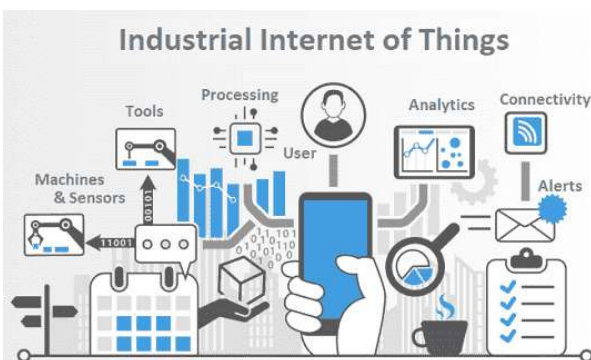 Industrial Internet of Things
Processing
Connectivity
Analytics
Tools
User
Machines
& Sensors
Alerts
11001